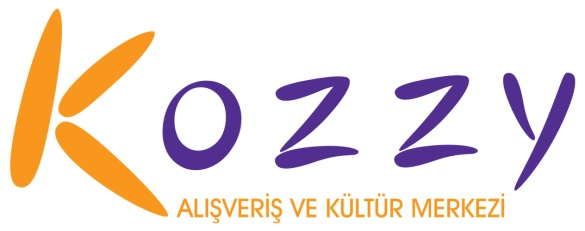 Kozzy
ALIŞVERİŞ VE KÜLTÜR MERKEZİ